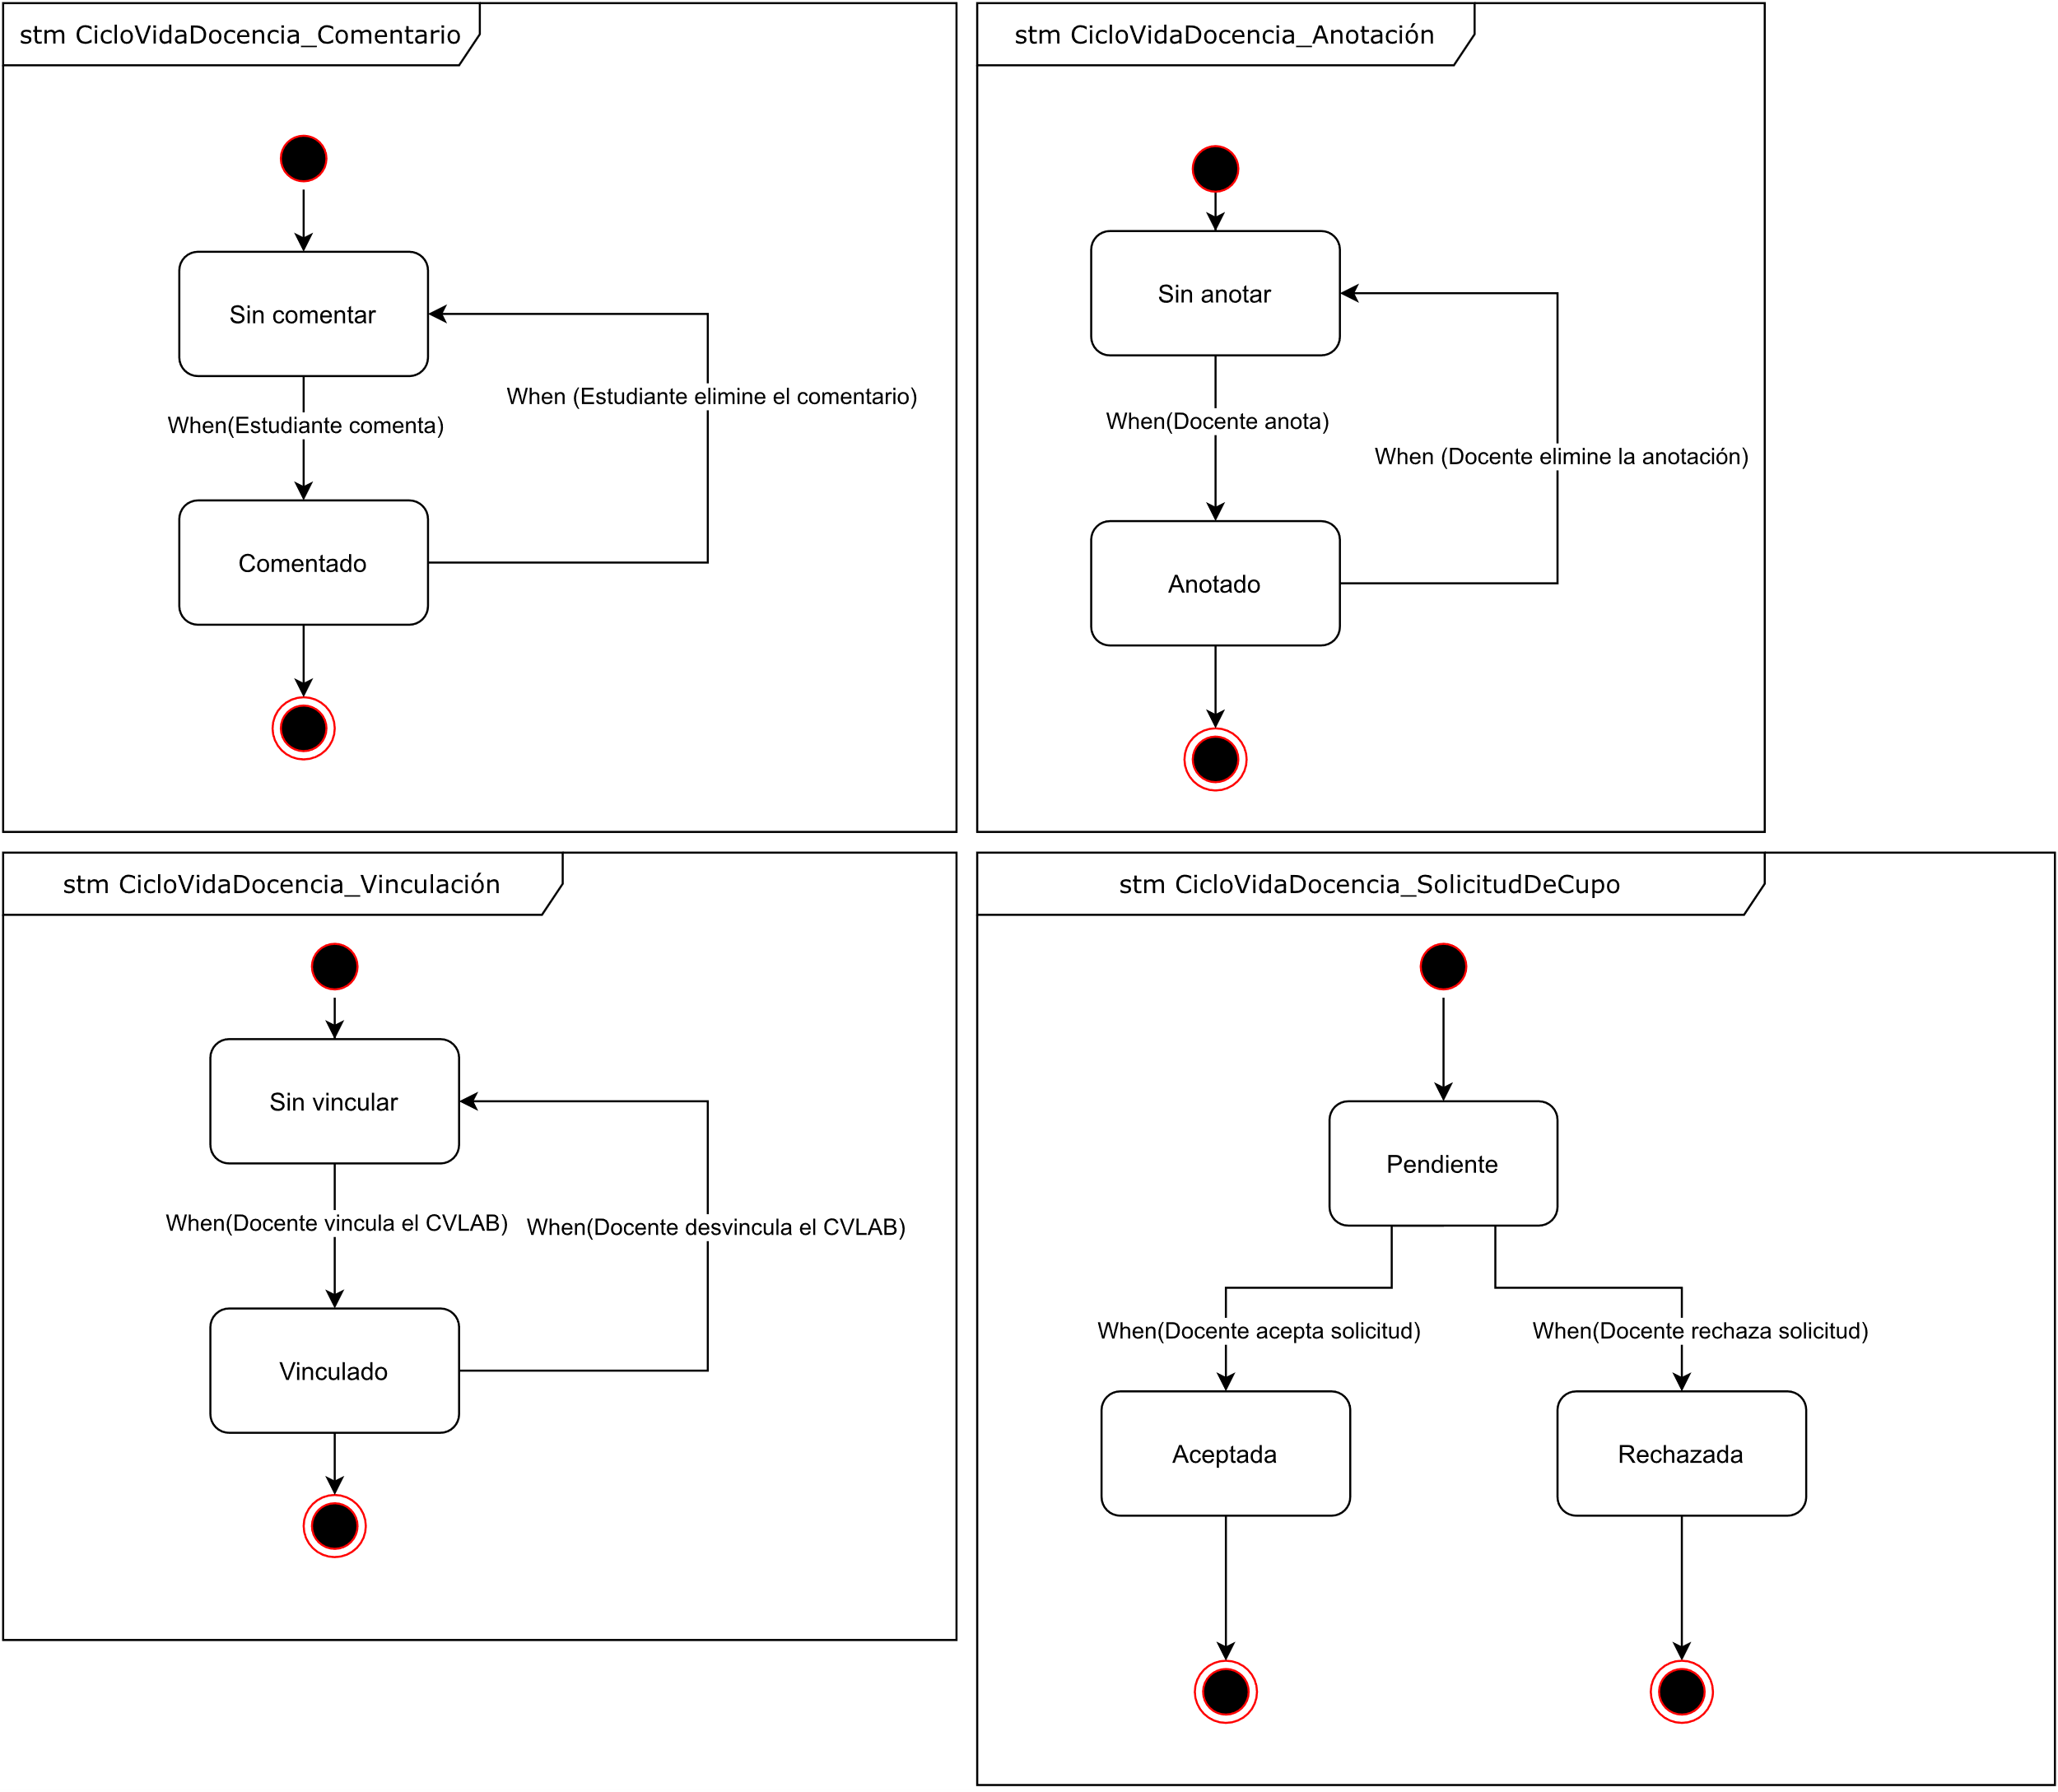 stm CicloVidaDocencia_Comentario
Sin comentar
When (Estudiante elimine el comentario)
When(Estudiante comenta)
Comentado
stm CicloVidaDocencia_Anotación
Sin anotar
When(Docente anota)
When (Docente elimine la anotación)
Anotado
stm CicloVidaDocencia_Vinculación
Sin vincular
When(Docente vincula el CVLAB)
When(Docente desvincula el CVLAB)
Vinculado
stm CicloVidaDocencia_SolicitudDeCupo
Pendiente
When(Docente acepta solicitud)
When(Docente rechaza solicitud)
Aceptada
Rechazada